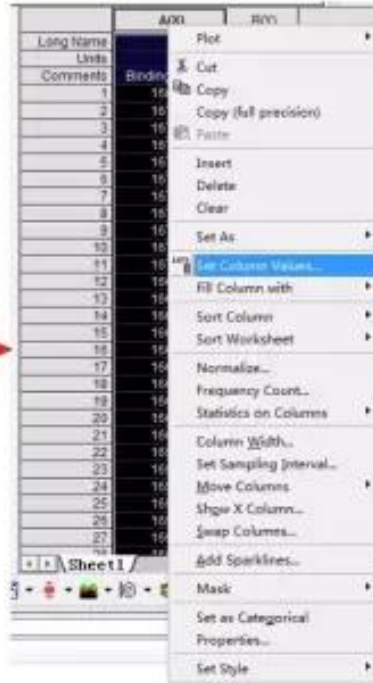 A(X) B(Y)
Long Name
Units
Comments Binding
1
2
3
4
5
6
7
8
9
10
11
12
13
14
15
16
17
18
19
20
21
22
23
24
25
26
27
28
Sheet1
Plot
Cut
Copy
Copy (full precision)
Paste
Insert
Delete
Clear
Set As
Set Column Values...
Fill Column with
Sort Column
Sort Worksheet
Normalize...
Frequency Count...
Statistics on Columns
Column Width...
Set Sampling Interval...
Move Columns
Show X Column...
Swap Columns...
Add Sparklines...
Mask
Set as Categorical
Properties...
Set Style